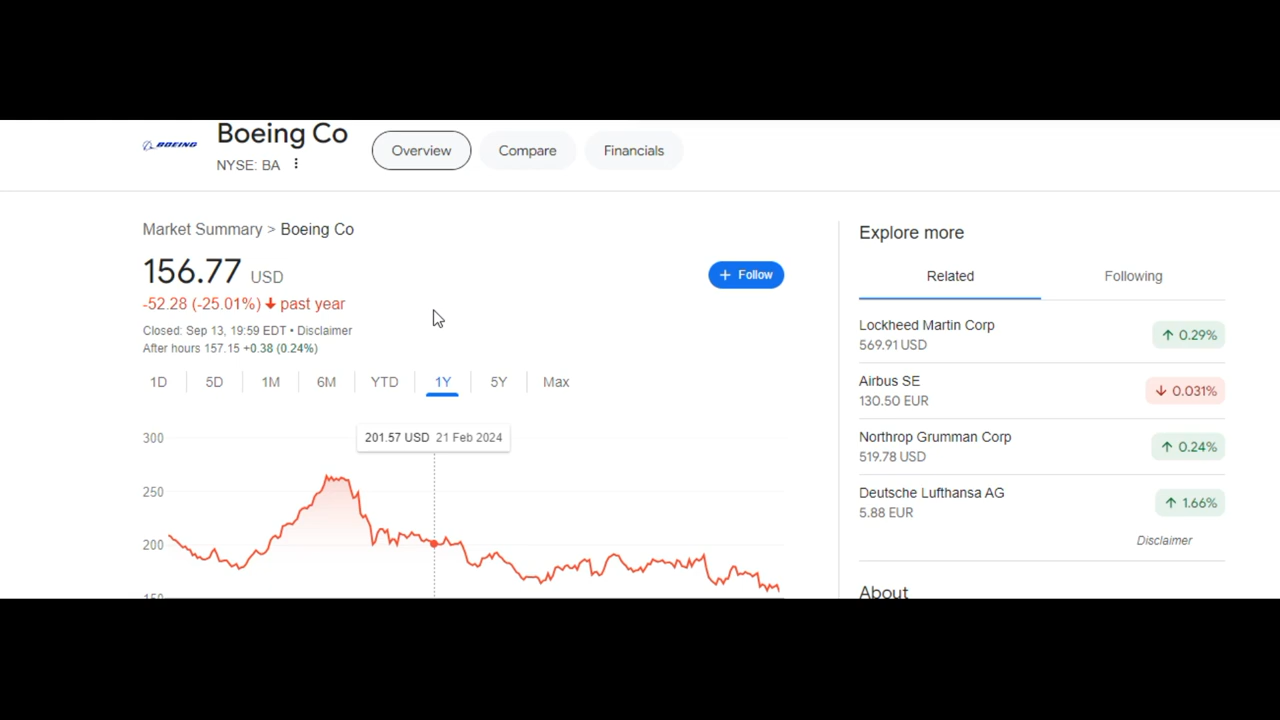 Boeing Co
BOEING
NYSE: BA
Overview
Compare
Financials
Market Summary > Boeing Co
156.77 USD
+ Follow
-52.28 (-25.01%) ↓ past year
Closed: Sep 13, 19:59 EDT • Disclaimer
After hours 157.15 +0.38 (0.24%)
1D 5D 1M 6M YTD 1Y 5Y Max
300
201.57 USD 21 Feb 2024
250
200
150
Explore more
Related
Following
Lockheed Martin Corp
569.91 USD
↑ 0.29%
Airbus SE
130.50 EUR
↓ 0.031%
Northrop Grumman Corp
519.78 USD
↑ 0.24%
Deutsche Lufthansa AG
5.88 EUR
↑ 1.66%
Disclaimer
About